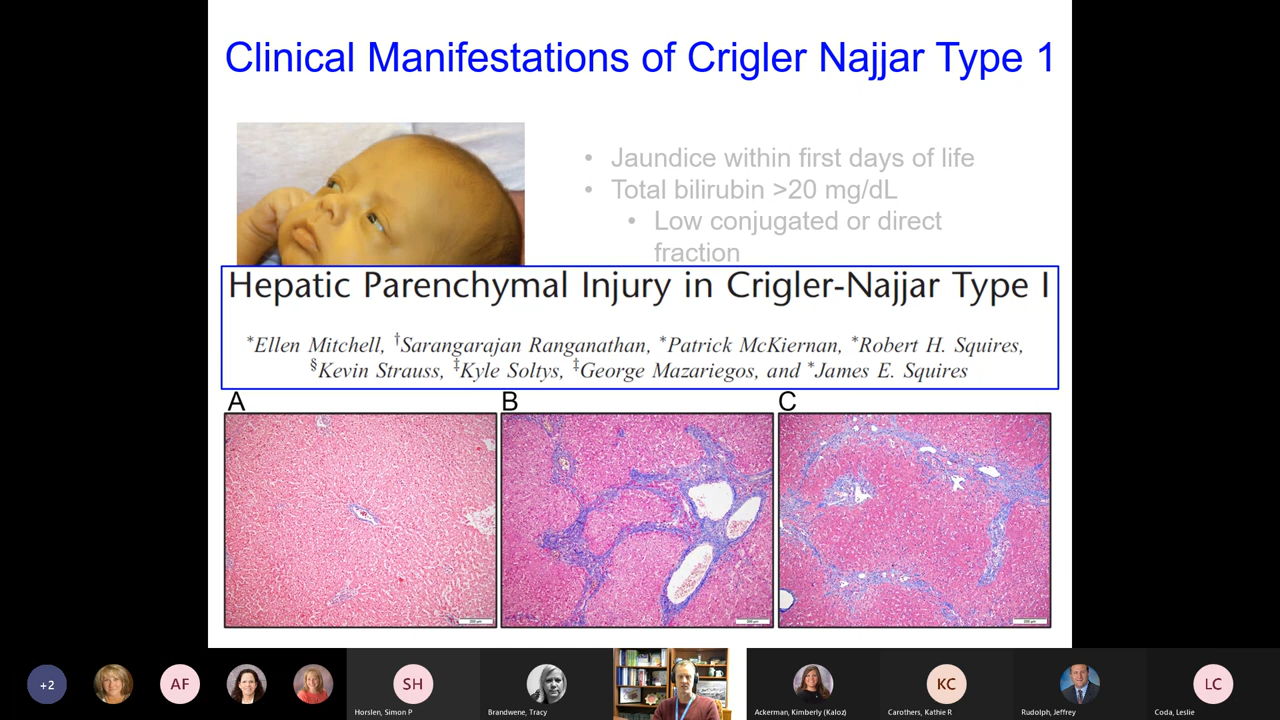 Clinical Manifestations of Crigler Najjar Type 1
• Jaundice within first days of life
• Total bilirubin >20 mg/dL
• Low conjugated or direct
fraction
Hepatic Parenchymal Injury in Crigler-Najjar Type I
*Ellen Mitchell, †Sarangarajan Ranganathan, *Patrick McKiernan, *Robert H. Squires,
§Kevin Strauss, ‡Kyle Soltys, ‡George Mazariegos, and *James E. Squires
A B C
+2 AF SH KC LC
Horslen, Simon P Brandwene, Tracy Ackerman, Kimberly (Kaloz) Carothers, Kathie R Rudolph, Jeffrey Coda, Leslie